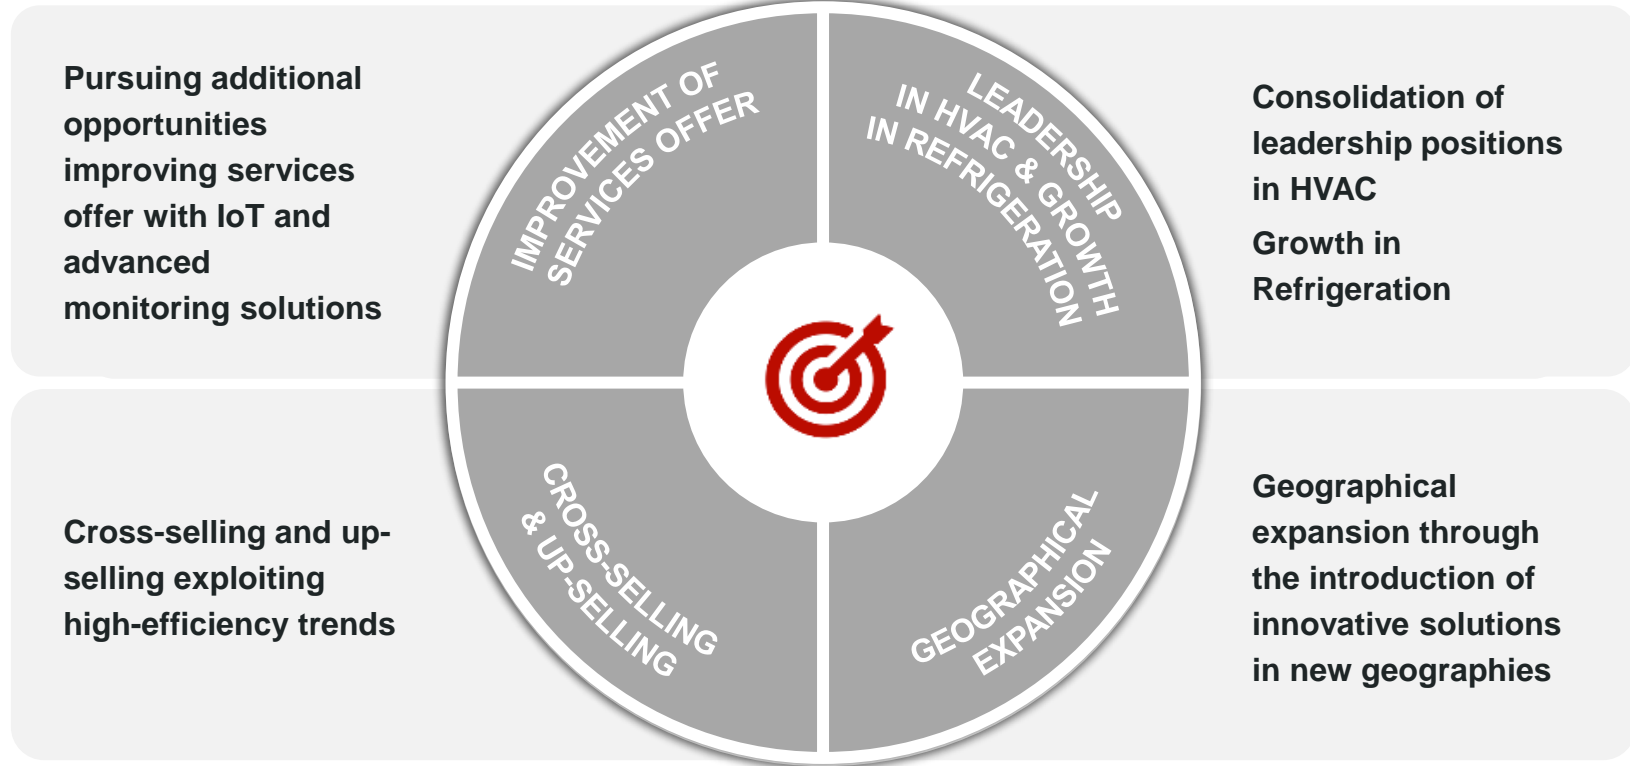 Pursuing additional
opportunities
improving services
offer with IoT and
advanced
monitoring solutions
IMPROVEMENT OF
SERVICES OFFER
LEADERSHIP
IN HVAC & GROWTH
IN REFRIGERATION
Consolidation of
leadership positions
in HVAC
Growth in
Refrigeration
Cross-selling and up-
selling exploiting
high-efficiency trends
CROSS-SELLING
& UP-SELLING
GEOGRAPHICAL
EXPANSION
Geographical
expansion through
the introduction of
innovative solutions
in new geographies